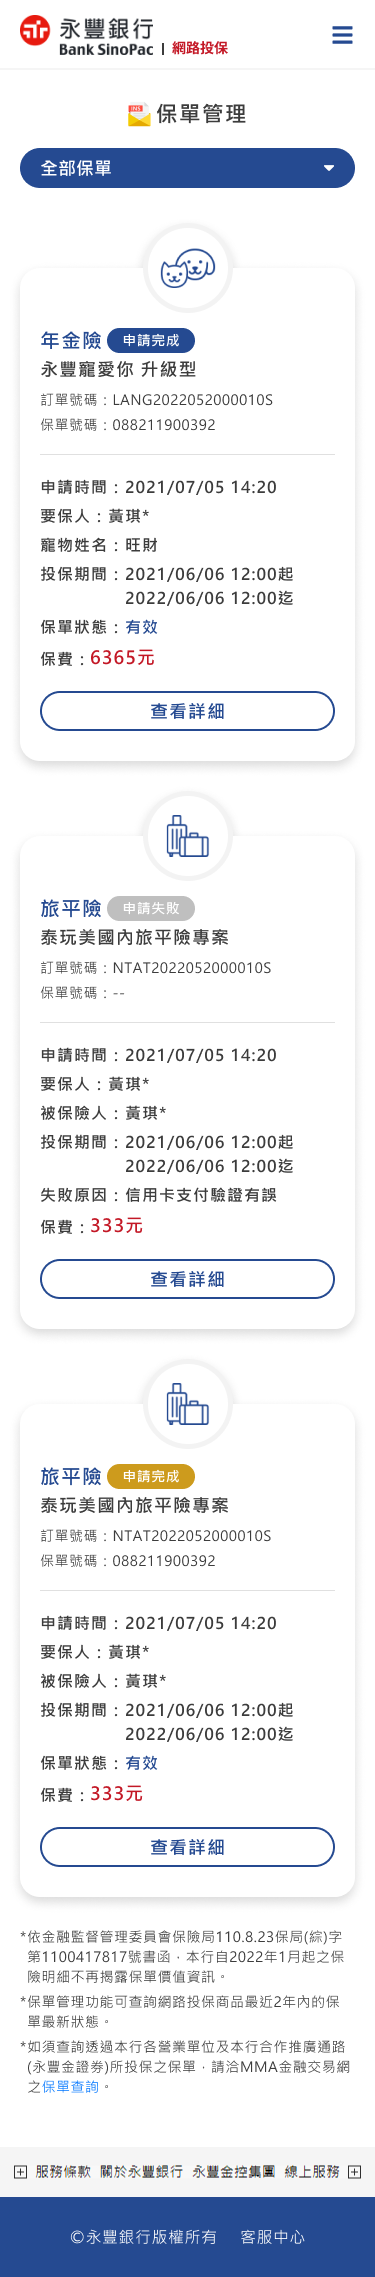 永豐銀行
Bank SinoPac | 網路投保
保單管理
全部保單
年金險 申請完成
永豐寵愛你 升級型
訂單號碼：LANG2022052000010S
保單號碼：088211900392
申請時間：2021/07/05 14:20
要保人：黃琪*
寵物姓名：旺財
投保期間：2021/06/06 12:00起
2022/06/06 12:00迄
保單狀態：有效
保費：6365元
查看詳細
旅平險 申請失敗
泰玩美國內旅平險專案
訂單號碼：NTAT2022052000010S
保單號碼：--
申請時間：2021/07/05 14:20
要保人：黃琪*
被保險人：黃琪*
投保期間：2021/06/06 12:00起
2022/06/06 12:00迄
失敗原因：信用卡支付驗證有誤
保費：333元
查看詳細
旅平險 申請完成
泰玩美國內旅平險專案
訂單號碼：NTAT2022052000010S
保單號碼：088211900392
申請時間：2021/07/05 14:20
要保人：黃琪*
被保險人：黃琪*
投保期間：2021/06/06 12:00起
2022/06/06 12:00迄
保單狀態：有效
保費：333元
查看詳細
*依金融監督管理委員會保險局110.8.23保局(綜)字
第1100417817號書函，本行自2022年1月起之保
險明細不再揭露保單價值資訊。
*保單管理功能可查詢網路投保商品最近2年內的保
單最新狀態。
*如須查詢透過本行各營業單位及本行合作推廣通路
(永豐金證券)所投保之保單，請洽MMA金融交易網
之保單查詢。
服務條款 關於永豐銀行 永豐金控集團 線上服務
©永豐銀行版權所有 客服中心